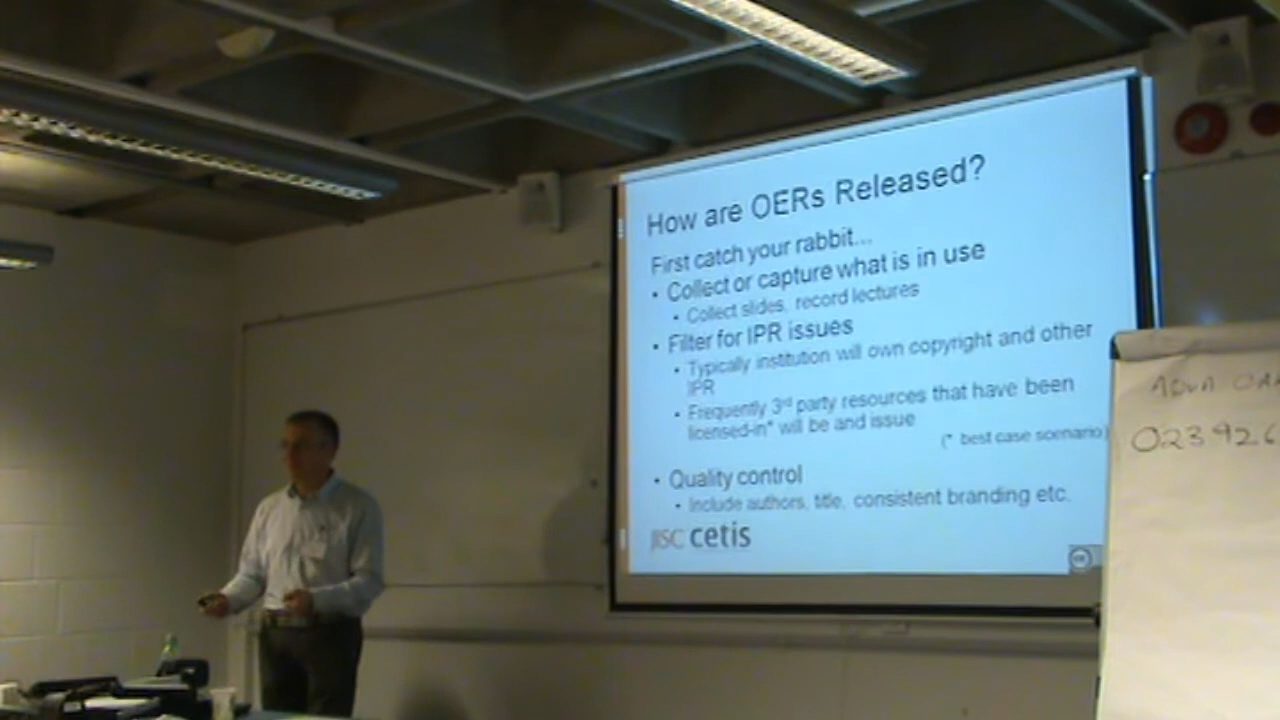 How are OERs Released?
First catch your rabbit...
• Collect or capture what is in use
• Collect slides, record lectures
• Filter for IPR issues
• Typically institution will own copyright and other
IPR
• Frequently 3rd party resources that have been
licensed-in* will be and issue
(* best case scenario)
• Quality control
• Include authors, title, consistent branding etc.
JISC cetis
cc
02392